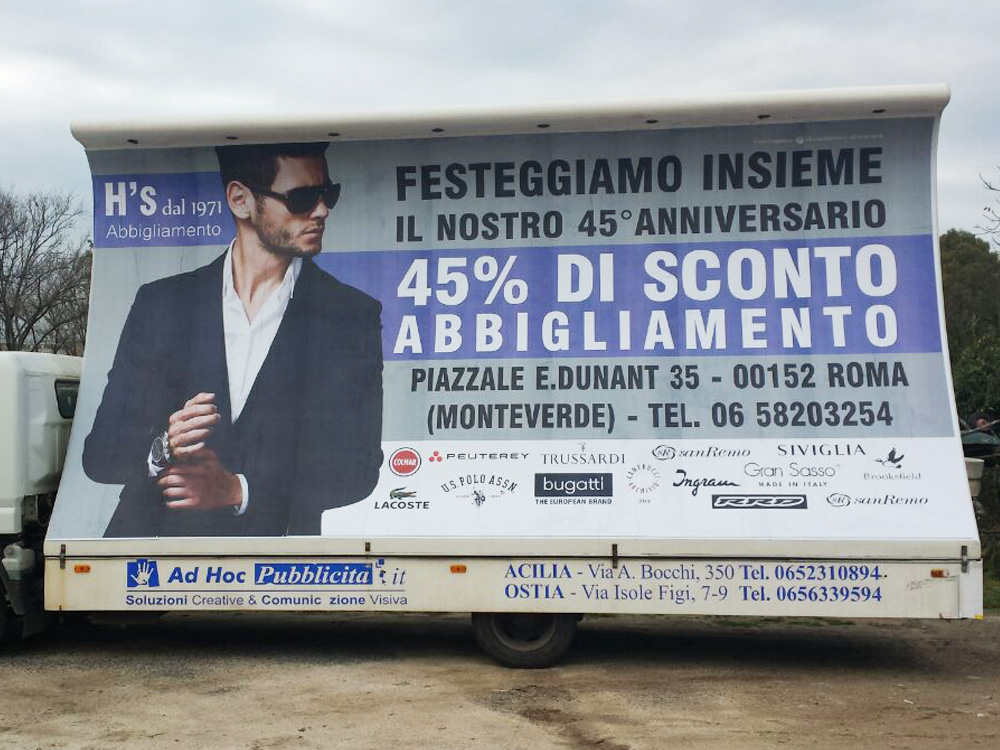 H's dal 1971
Abbigliamento
FESTEGGIAMO INSIEME
IL NOSTRO 45° ANNIVERSARIO
45% DI SCONTO
ABBIGLIAMENTO
PIAZZALE E.DUNANT 35 - 00152 ROMA
(MONTEVERDE) - TEL. 06 58203254
COLMAR PEUTEREY TRUSSARDI SR sanRemo SIVIGLIA
LACOSTE U.S. POLO ASSN. bugatti Ingram Gran Sasso Brooksfield
THE EUROPEAN BRAND MADE IN ITALY
RRD SR sanRemo
Ad Hoc Pubblicita it
Soluzioni Creative & Comunic zione Visiva
ACILIA - Via A. Bocchi, 350 Tel. 0652310894
OSTIA - Via Isole Figi, 7-9 Tel. 0656339594